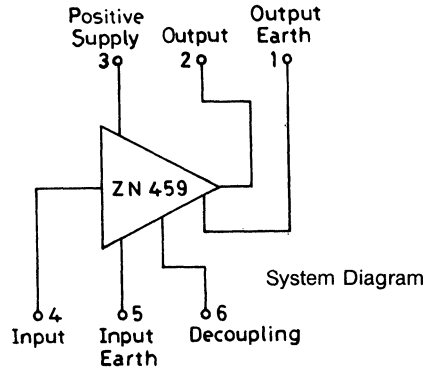 Positive
Supply
3
Output
2
Output
Earth
1
ZN 459
System Diagram
4
Input
5
Input
Earth
6
Decoupling